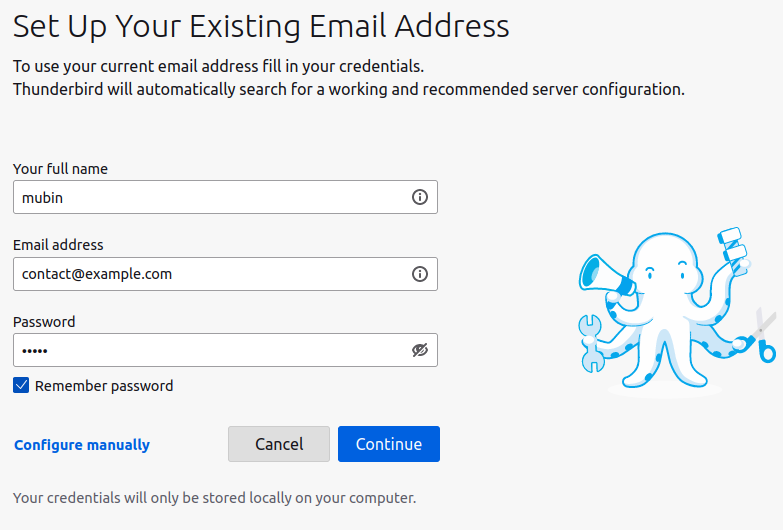 Set Up Your Existing Email Address
To use your current email address fill in your credentials.
Thunderbird will automatically search for a working and recommended server configuration.
Your full name
mubin
Email address
contact@example.com
Password
•••••
Remember password
Configure manually
Cancel
Continue
Your credentials will only be stored locally on your computer.